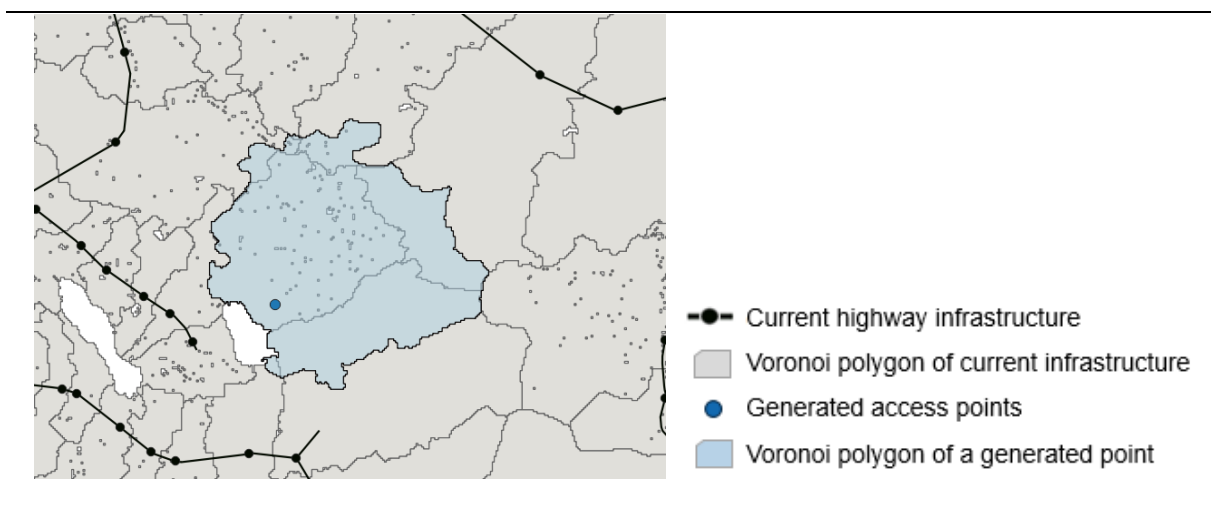 Current highway infrastructure
Voronoi polygon of current infrastructure
Generated access points
Voronoi polygon of a generated point